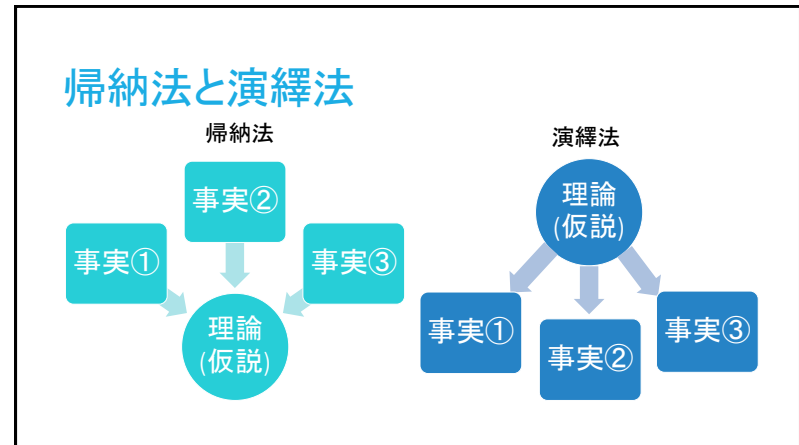 帰納法と演繹法
帰納法
事実②
事実①
事実③
理論
(仮説)
演繹法
理論
(仮説)
事実①
事実②
事実③